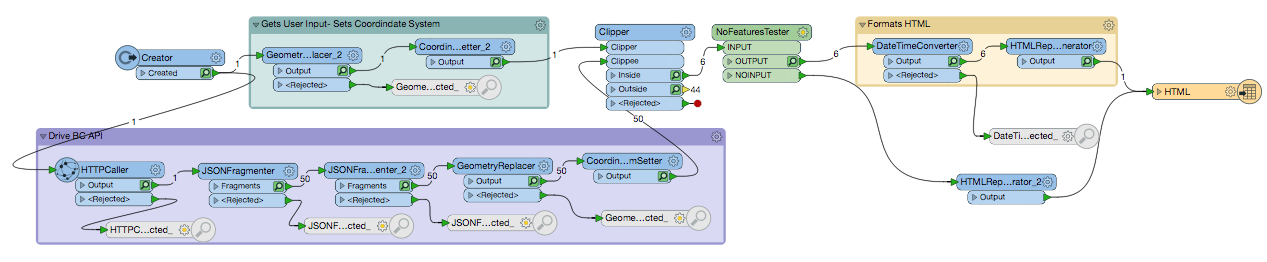 Gets User Input- Sets Coordindate System
Creator
Created
1
Geometr...lacer_2
Output
<Rejected>
1
Coordin...etter_2
Output
Geome...cted_
1
Clipper
Clipper
Clippee
Inside
Outside
<Rejected>
6
44
50
NoFeaturesTester
INPUT
OUTPUT
NOINPUT
6
Formats HTML
DateTimeConverter
Output
<Rejected>
6
HTMLRep...nerator
Output
1
HTML
DateTi...ected_
HTMLRep...rator_2
Output
1
Drive BC API
HTTPCaller
Output
<Rejected>
1
JSONFragmenter
Fragments
<Rejected>
50
JSONFra...enter_2
Fragments
<Rejected>
50
GeometryReplacer
Output
<Rejected>
50
Coordin...mSetter
Output
HTTPC...cted_
JSONF...cted_
JSONF...cted_
Geome...cted_